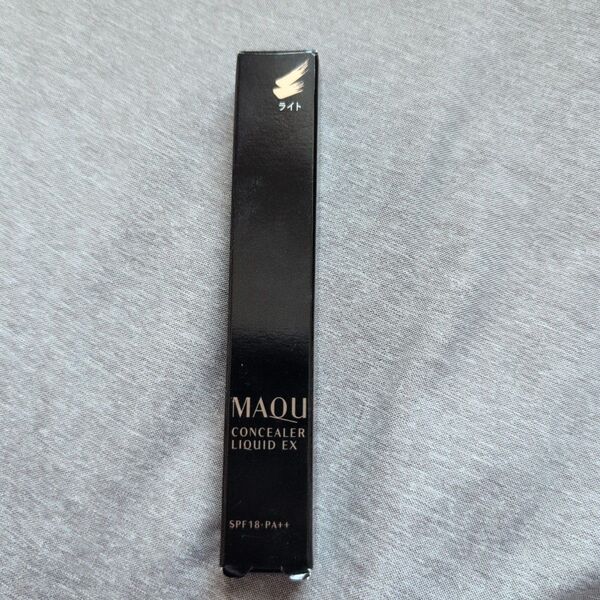 ライト
MAQU
CONCEALER
LIQUID EX
SPF18・PA++